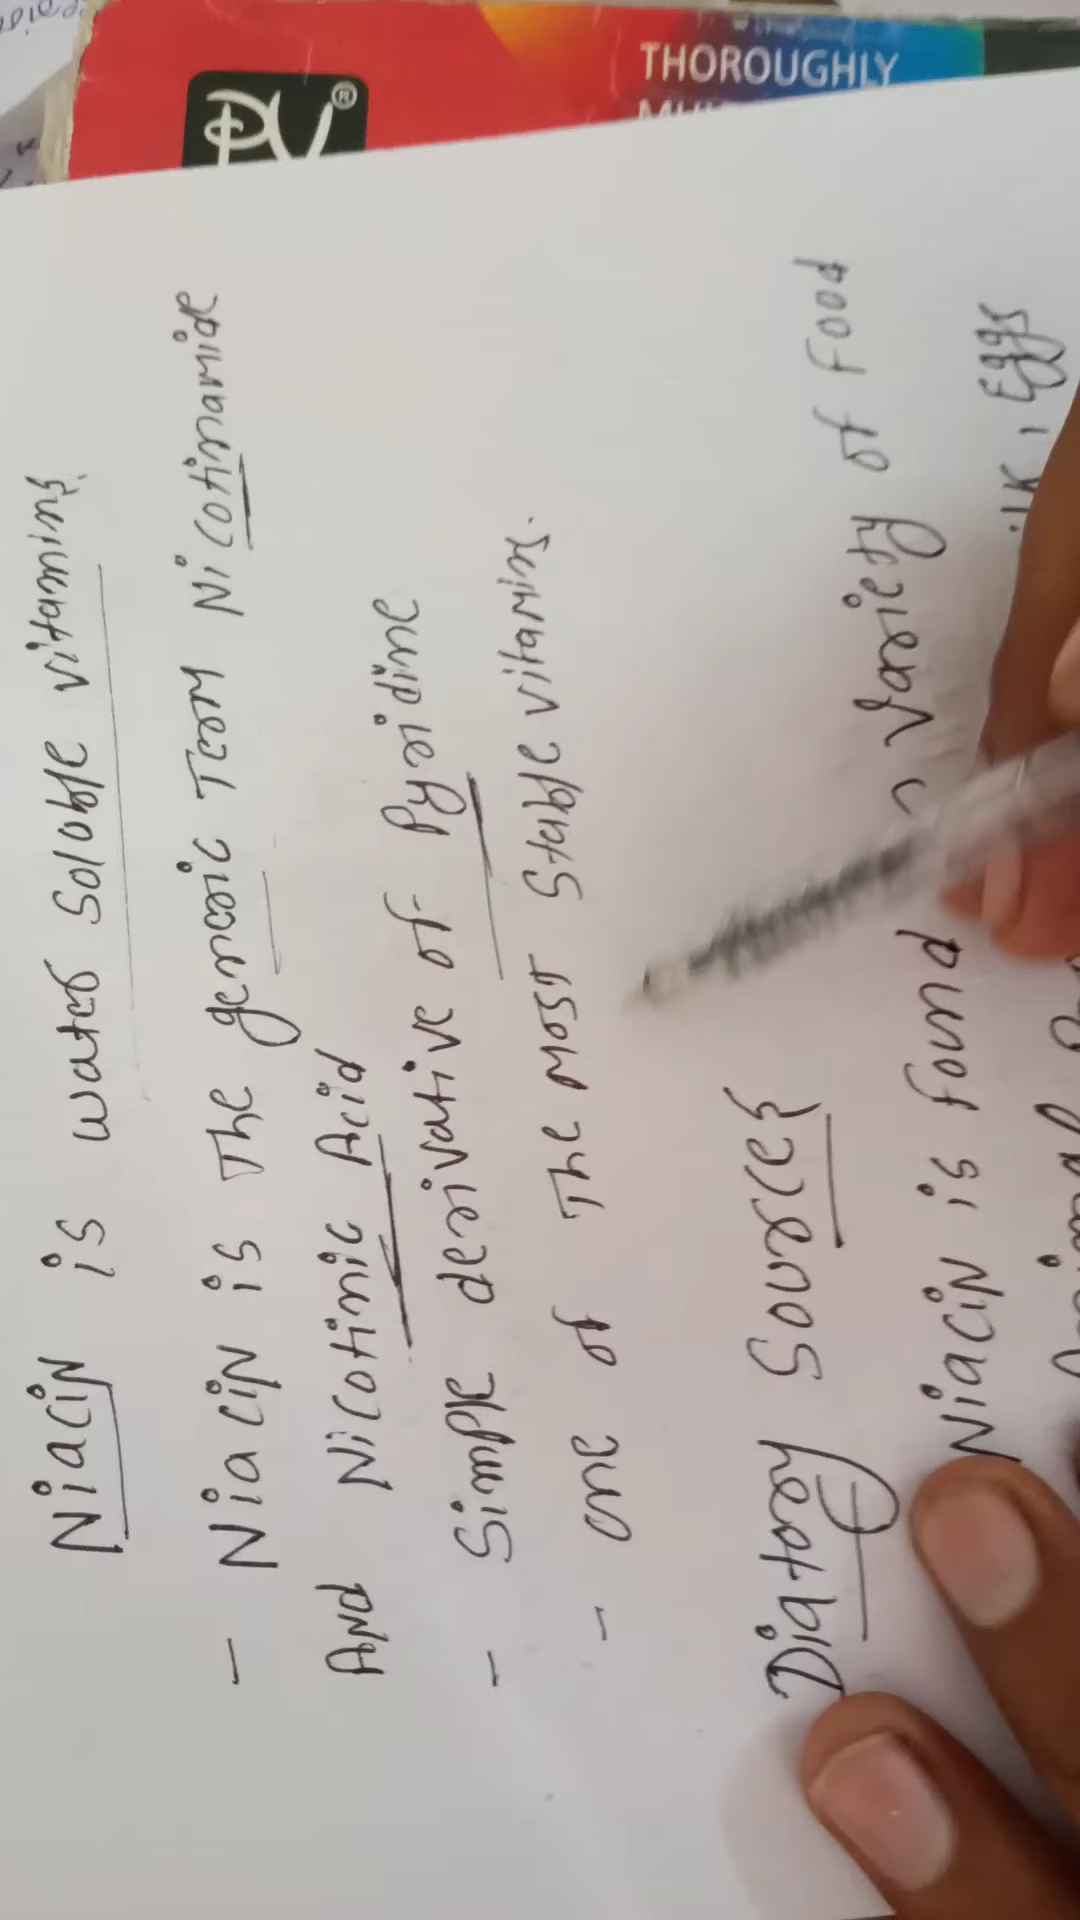 THOROUGHLY
Niacin is water soluble vitamins
- Niacin is The generic Term Nicotinamide
And Nicotinic Acid
- Simple derivative of Pyridine
- one of The most Stable vitamins.
Dibtary Sources
Niacin is found variety of food
Eggs